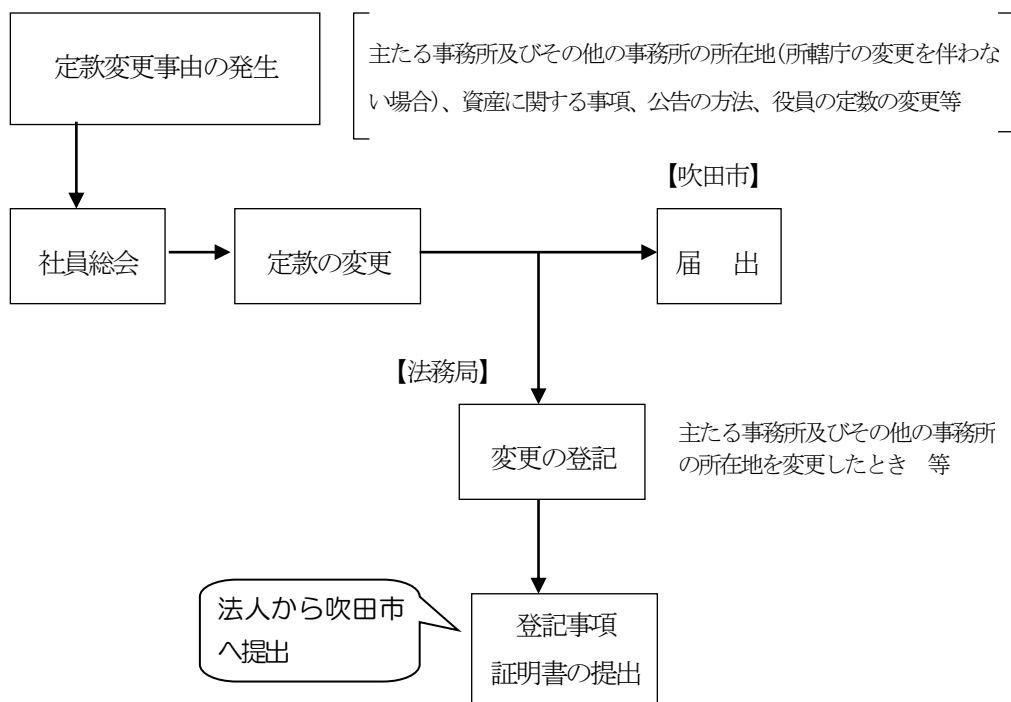 定款変更事由の発生
主たる事務所及びその他の事務所の所在地(所轄庁の変更を伴わな
い場合)、資産に関する事項、公告の方法、役員の定数の変更等
【吹田市】
社員総会
定款の変更
届　出
【法務局】
変更の登記
主たる事務所及びその他の事務所
の所在地を変更したとき　等
法人から吹田市
へ提出
登記事項
証明書の提出